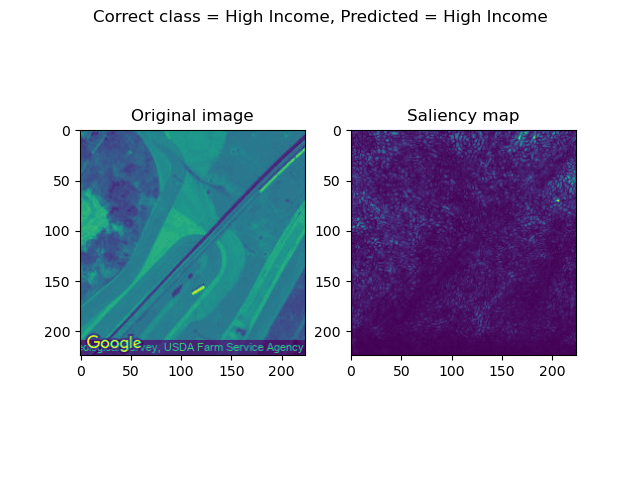 Correct class = High Income, Predicted = High Income
Original image
Saliency map
0
50
100
150
200
0
50
100
150
200
Google
Survey, USDA Farm Service Agency
0 50 100 150 200
0 50 100 150 200